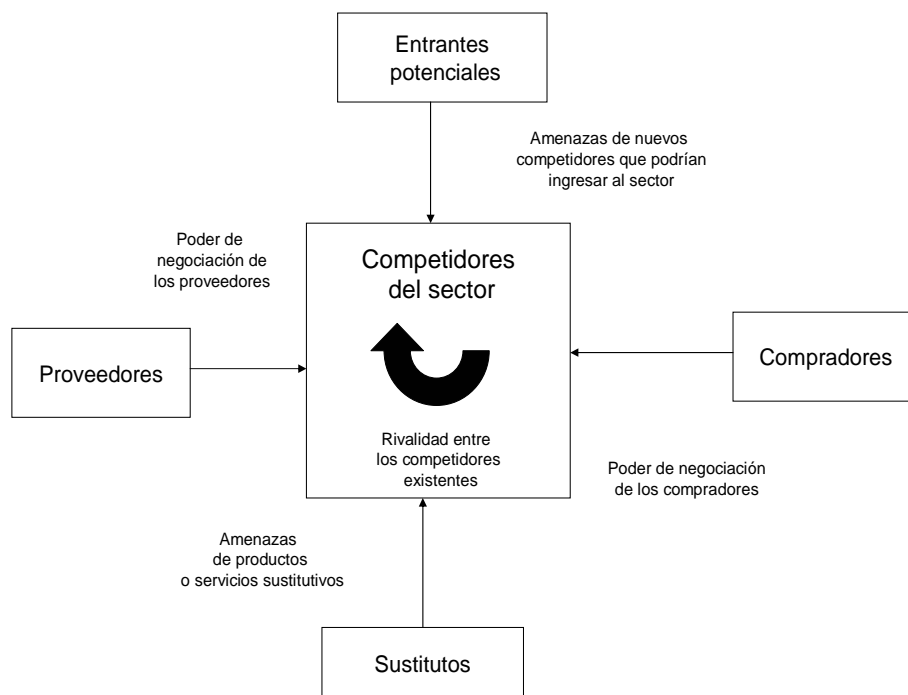 Entrantes
potenciales
Amenazas de nuevos
competidores que podrían
ingresar al sector
Poder de
negociación de
los proveedores
Competidores
del sector
Proveedores
Compradores
Rivalidad entre
los competidores
existentes
Poder de negociación
de los compradores
Amenazas
de productos
o servicios sustitutivos
Sustitutos